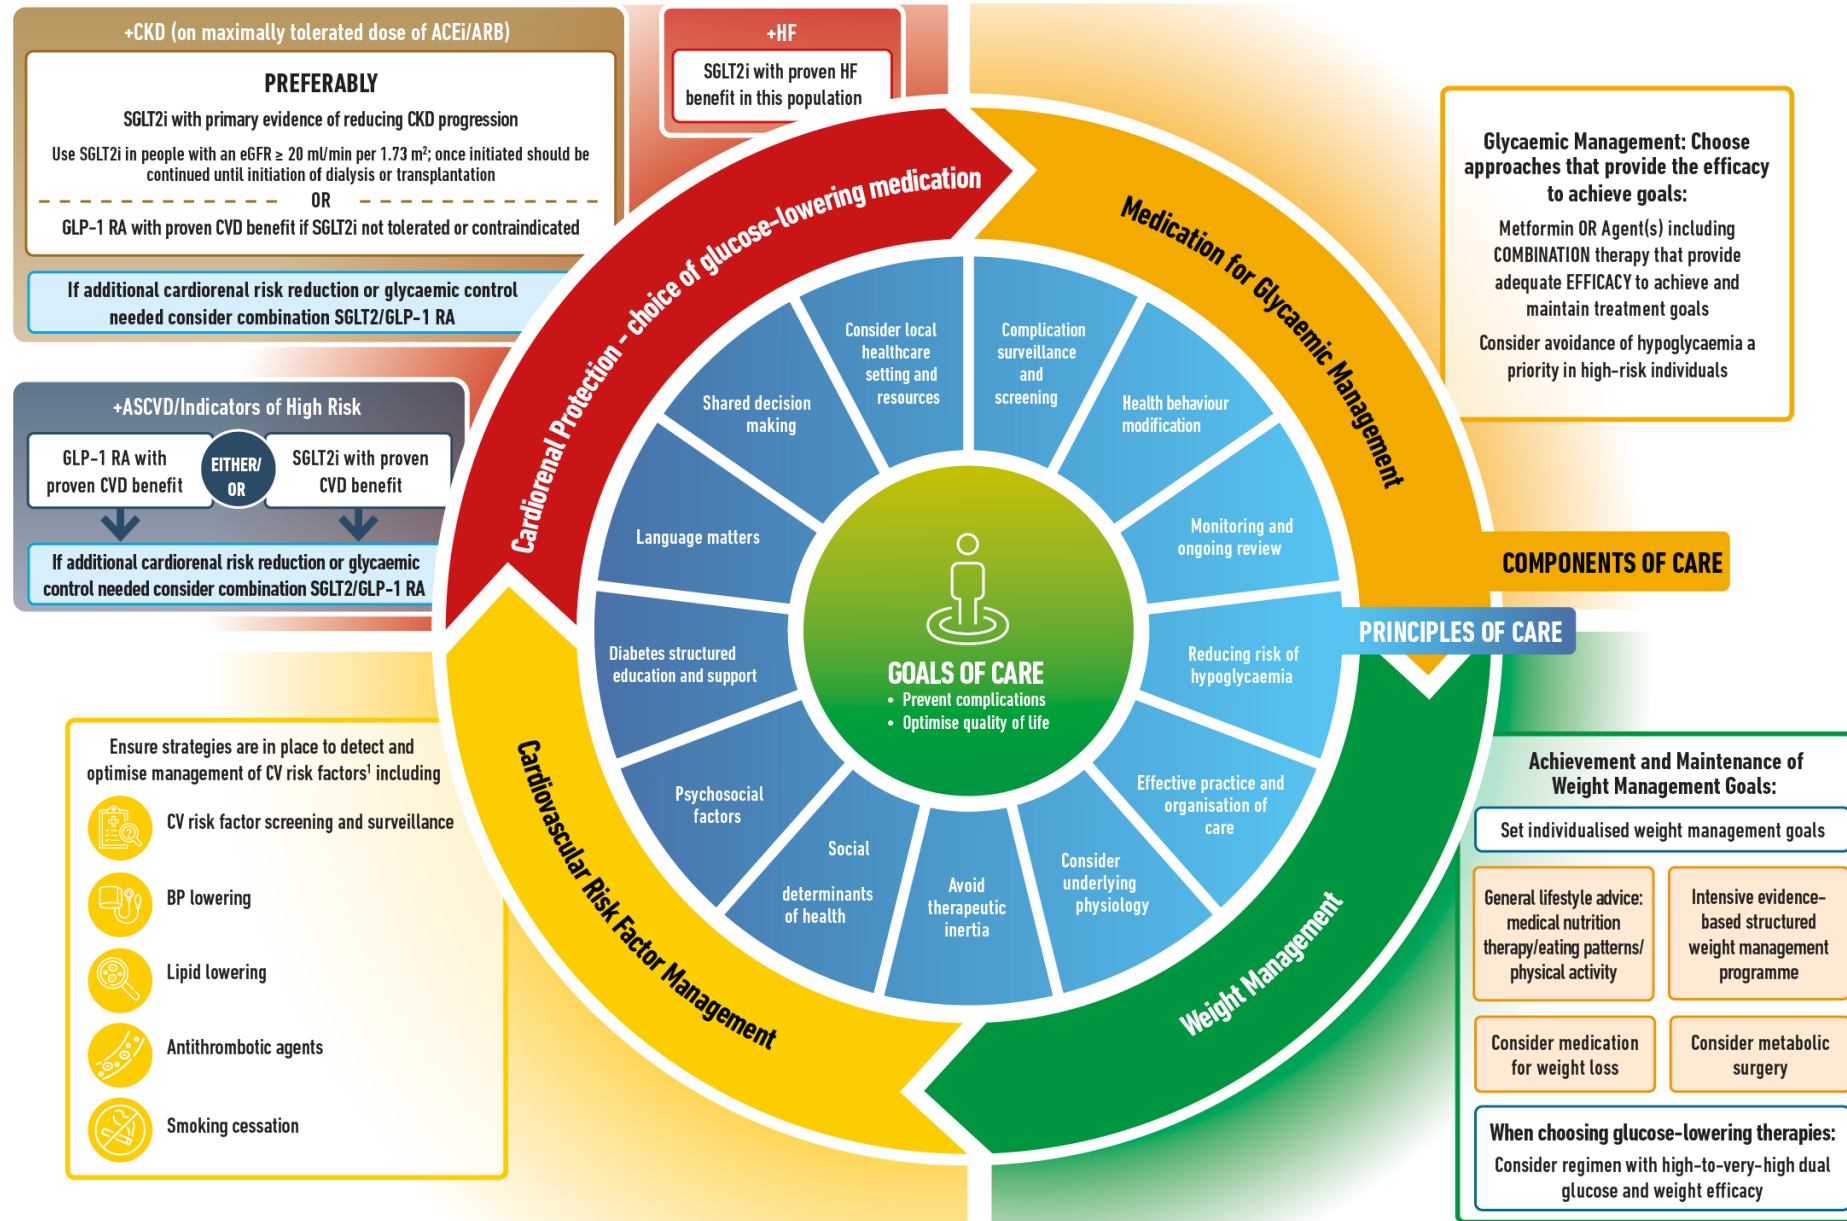 +CKD (on maximally tolerated dose of ACEi/ARB)
PREFERABLY
SGLT2i with primary evidence of reducing CKD progression
Use SGLT2i in people with an eGFR ≥ 20 ml/min per 1.73 m²; once initiated should be
continued until initiation of dialysis or transplantation
OR
GLP-1 RA with proven CVD benefit if SGLT2i not tolerated or contraindicated
If additional cardiorenal risk reduction or glycaemic control
needed consider combination SGLT2/GLP-1 RA
+HF
SGLT2i with proven HF
benefit in this population
+ASCVD/Indicators of High Risk
GLP-1 RA with
proven CVD benefit
EITHER/
OR
SGLT2i with proven
CVD benefit
If additional cardiorenal risk reduction or glycaemic
control needed consider combination SGLT2/GLP-1 RA
Cardiorenal Protection - choice of glucose-lowering medication
Medication for Glycaemic Management
Glycaemic Management: Choose
approaches that provide the efficacy
to achieve goals:
Metformin OR Agent(s) including
COMBINATION therapy that provide
adequate EFFICACY to achieve and
maintain treatment goals
Consider avoidance of hypoglycaemia a
priority in high-risk individuals
COMPONENTS OF CARE
PRINCIPLES OF CARE
Consider local
healthcare
setting and
resources
Complication
surveillance
and
screening
Health behaviour
modification
Monitoring and
ongoing review
Reducing risk of
hypoglycaemia
Effective practice and
organisation of
care
Consider
underlying
physiology
Avoid
therapeutic
inertia
Social
determinants
of health
Psychosocial
factors
Diabetes structured
education and support
Language matters
Shared decision
making
GOALS OF CARE
• Prevent complications
• Optimise quality of life
Cardiovascular Risk Factor Management
Weight Management
Ensure strategies are in place to detect and
optimise management of CV risk factors¹ including
CV risk factor screening and surveillance
BP lowering
Lipid lowering
Antithrombotic agents
Smoking cessation
Achievement and Maintenance of
Weight Management Goals:
Set individualised weight management goals
General lifestyle advice:
medical nutrition
therapy/eating patterns/
physical activity
Intensive evidence-
based structured
weight management
programme
Consider medication
for weight loss
Consider metabolic
surgery
When choosing glucose-lowering therapies:
Consider regimen with high-to-very-high dual
glucose and weight efficacy